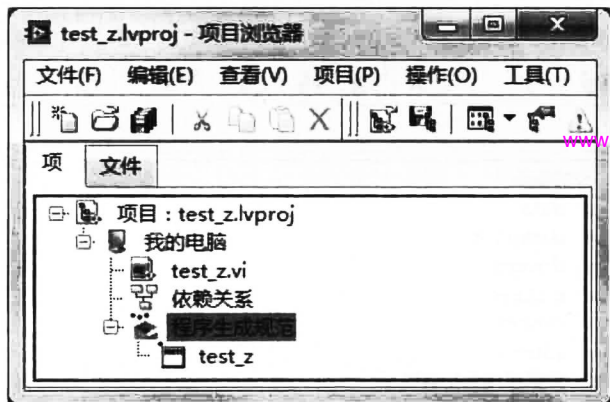 test_z.lvproj - 项目浏览器
文件(F) 编辑(E) 查看(V) 项目(P) 操作(O) 工具(T)
www
项 文件
项目：test_z.lvproj
我的电脑
test_z.vi
依赖关系
程序生成规范
test_z